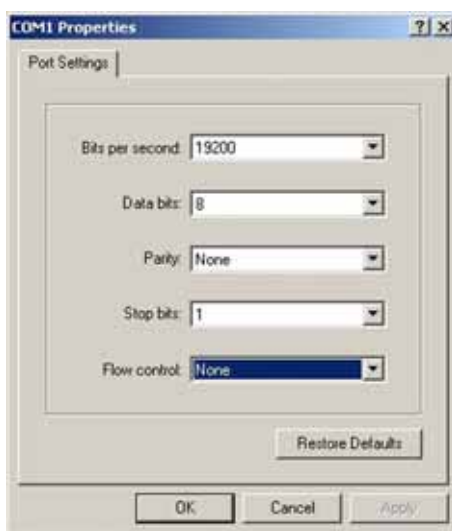 COM1 Properties
Port Settings
Bits per second: 19200
Data bits: 8
Parity: None
Stop bits: 1
Flow control: None
Restore Defaults
OK Cancel Apply